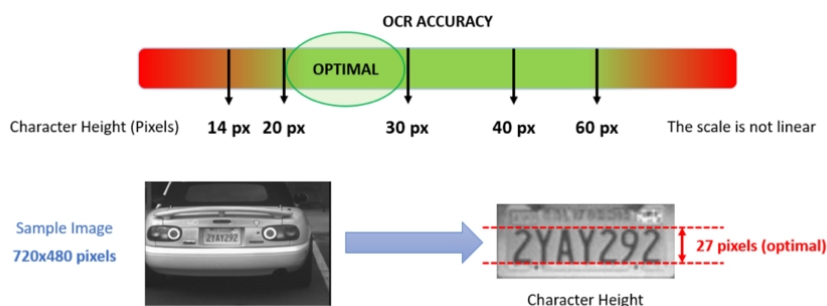 OCR ACCURACY
OPTIMAL
Character Height (Pixels) 14 px 20 px 30 px 40 px 60 px The scale is not linear
Sample Image
720x480 pixels
2YAY292
2YAY292
27 pixels (optimal)
Character Height